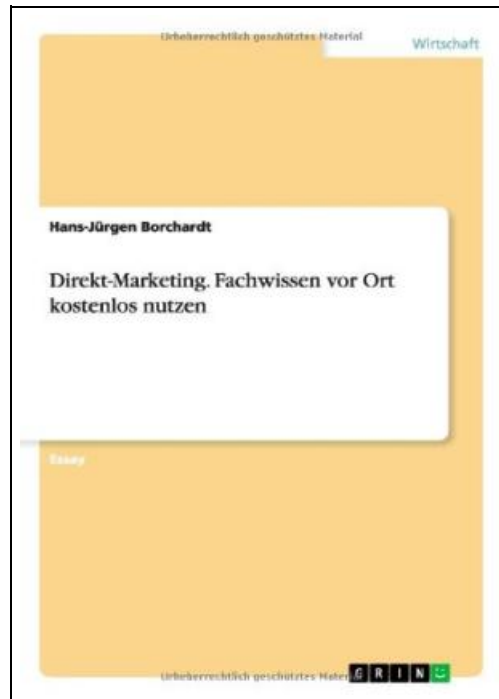 Urheberrechtlich geschütztes Material
Wirtschaft
Hans-Jürgen Borchardt
Direkt-Marketing. Fachwissen vor Ort
kostenlos nutzen
Essay
Urheberrechtlich geschütztes Mater
GRIN